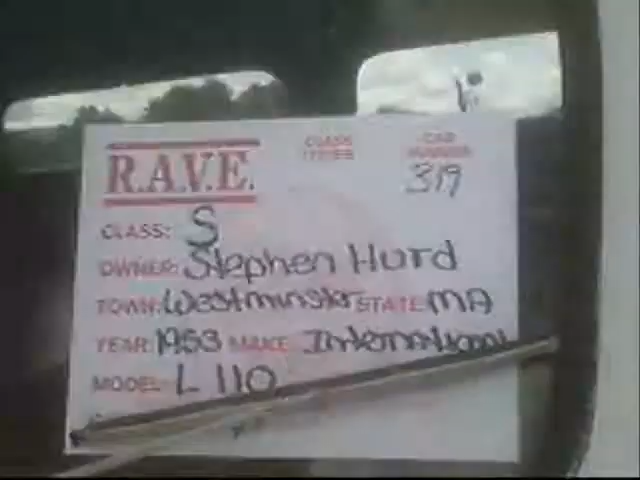 R.A.V.E. CLASS CAR NUMBER
319
CLASS: S
OWNER: Stephen Hurd
TOWN: Westminster STATE: MA
YEAR: 1953 MAKE: International
MODEL: L 110